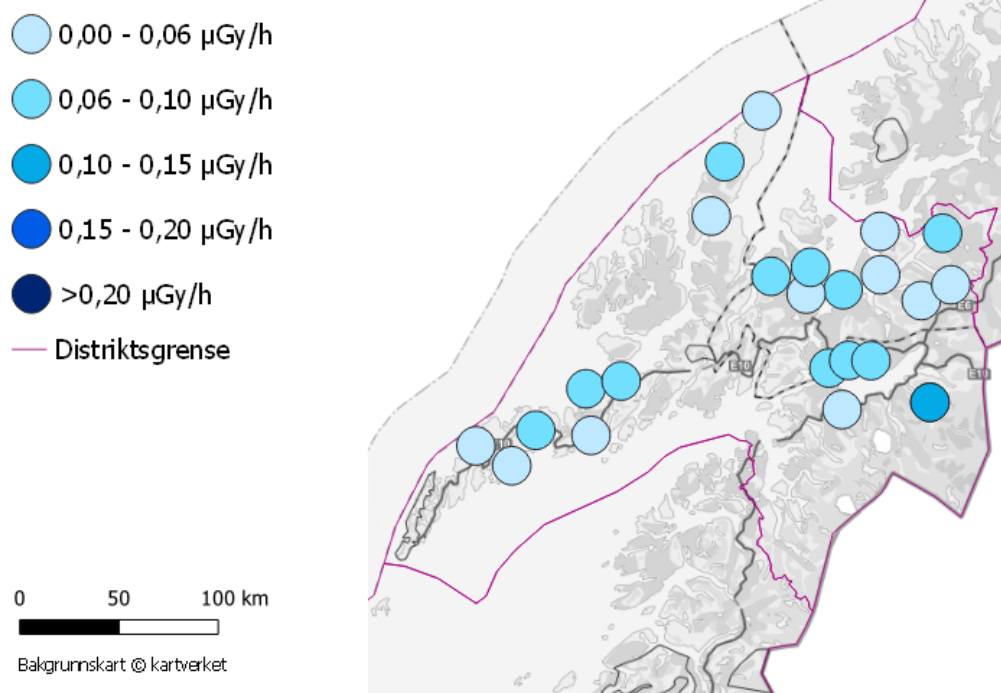 0,00 - 0,06 µGy/h
0,06 - 0,10 µGy/h
0,10 - 0,15 µGy/h
0,15 - 0,20 µGy/h
>0,20 µGy/h
Distriktsgrense
E6
E10
E10
0 50 100 km
Bakgrunnskart © kartverket